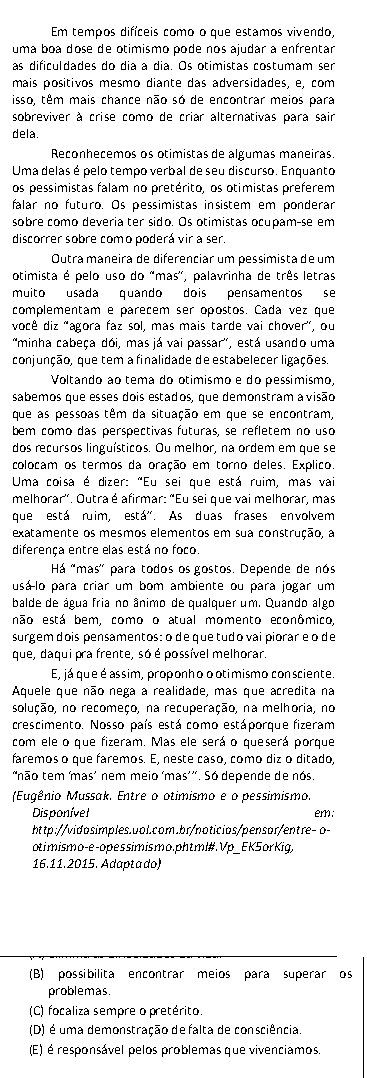 Em tempos difíceis como o que estamos vivendo,
uma boa dose de otimismo pode nos ajudar a enfrentar
as dificuldades do dia a dia. Os otimistas costumam ser
mais positivos mesmo diante das adversidades, e, com
isso, têm mais chance não só de encontrar meios para
sobreviver à crise como de criar alternativas para sair
dela.
Reconhecemos os otimistas de algumas maneiras.
Uma delas é pelo tempo verbal de seu discurso. Enquanto
os pessimistas falam no pretérito, os otimistas preferem
falar no futuro. Os pessimistas insistem em ponderar
sobre como deveria ter sido. Os otimistas ocupam-se em
discorrer sobre como poderá vir a ser.
Outra maneira de diferenciar um pessimista de um
otimista é pelo uso do “mas”, palavrinha de três letras
muito usada quando dois pensamentos se
complementam e parecem ser opostos. Cada vez que
você diz “agora faz sol, mas mais tarde vai chover”, ou
“minha cabeça dói, mas já vai passar”, está usando uma
conjunção, que tem a finalidade de estabelecer ligações.
Voltando ao tema do otimismo e do pessimismo,
sabemos que esses dois estados, que demonstram a visão
que as pessoas têm da situação em que se encontram,
bem como das perspectivas futuras, se refletem no uso
dos recursos linguísticos. Ou melhor, na ordem em que se
colocam os termos da oração em torno deles. Explico.
Uma coisa é dizer: “Eu sei que está ruim, mas vai
melhorar”. Outra é afirmar: “Eu sei que vai melhorar, mas
que está ruim, está”. As duas frases envolvem
exatamente os mesmos elementos em sua construção, a
diferença entre elas está no foco.
Há “mas” para todos os gostos. Depende de nós
usá-lo para criar um bom ambiente ou para jogar um
balde de água fria no ânimo de qualquer um. Quando algo
não está bem, como o atual momento econômico,
surgem dois pensamentos: o de que tudo vai piorar e o de
que, daqui pra frente, só é possível melhorar.
E, já que é assim, proponho o otimismo consciente.
Aquele que não nega a realidade, mas que acredita na
solução, no recomeço, na recuperação, na melhoria, no
crescimento. Nosso país está como está porque fizeram
com ele o que fizeram. Mas ele será o que será porque
faremos o que faremos. E, neste caso, como diz o ditado,
“não tem ‘mas’ nem meio ‘mas’”. Só depende de nós.
(Eugênio Mussak. Entre o otimismo e o pessimismo.
Disponível em:
http://vidasimples.uol.com.br/noticias/pensar/entre- o-
otimismo-e-opessimismo.phtml#.Vp_EK5orKig,
16.11.2015. Adaptado)
(B) possibilita encontrar meios para superar os
problemas.
(C) focaliza sempre o pretérito.
(D) é uma demonstração de falta de consciência.
(E) é responsável pelos problemas que vivenciamos.